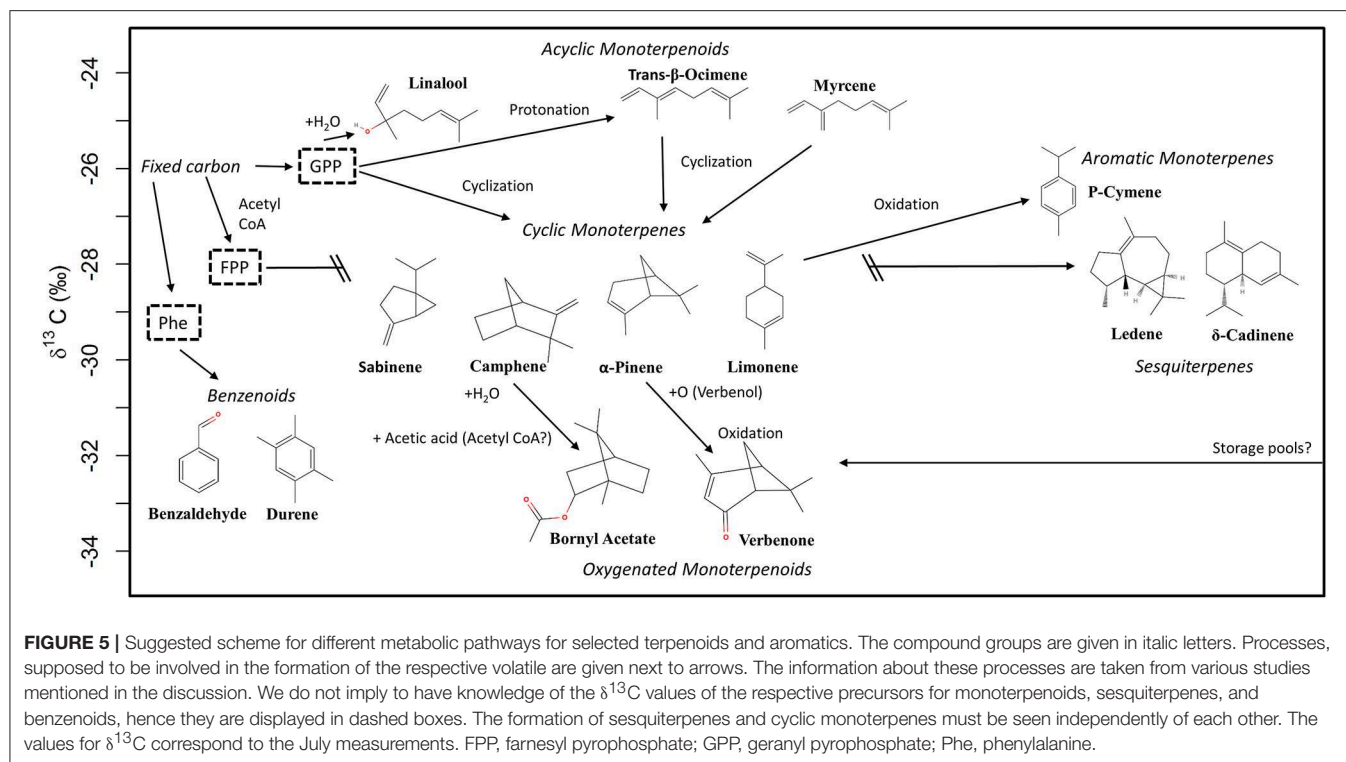 Acyclic Monoterpenoids
-24
Linalool
Trans-β-Ocimene
Myrcene
+H₂O
H
O
Protonation
-26
Fixed carbon
GPP
Cyclization
Cyclization
Aromatic Monoterpenes
P-Cymene
Oxidation
Acetyl
CoA
Cyclic Monoterpenes
-28
FPP
δ¹³ C (‰)
Phe
H
H
H
H
-30
Sabinene
Camphene
α-Pinene
Limonene
Ledene
δ-Cadinene
Sesquiterpenes
+H₂O
+O (Verbenol)
Benzenoids
O
-32
+ Acetic acid (Acetyl CoA?)
Oxidation
Storage pools?
Benzaldehyde
Durene
O
O
O
-34
Bornyl Acetate
Verbenone
Oxygenated Monoterpenoids
FIGURE 5 | Suggested scheme for different metabolic pathways for selected terpenoids and aromatics. The compound groups are given in italic letters. Processes,
supposed to be involved in the formation of the respective volatile are given next to arrows. The information about these processes are taken from various studies
mentioned in the discussion. We do not imply to have knowledge of the δ¹³C values of the respective precursors for monoterpenoids, sesquiterpenes, and
benzenoids, hence they are displayed in dashed boxes. The formation of sesquiterpenes and cyclic monoterpenes must be seen independently of each other. The
values for δ¹³C correspond to the July measurements. FPP, farnesyl pyrophosphate; GPP, geranyl pyrophosphate; Phe, phenylalanine.